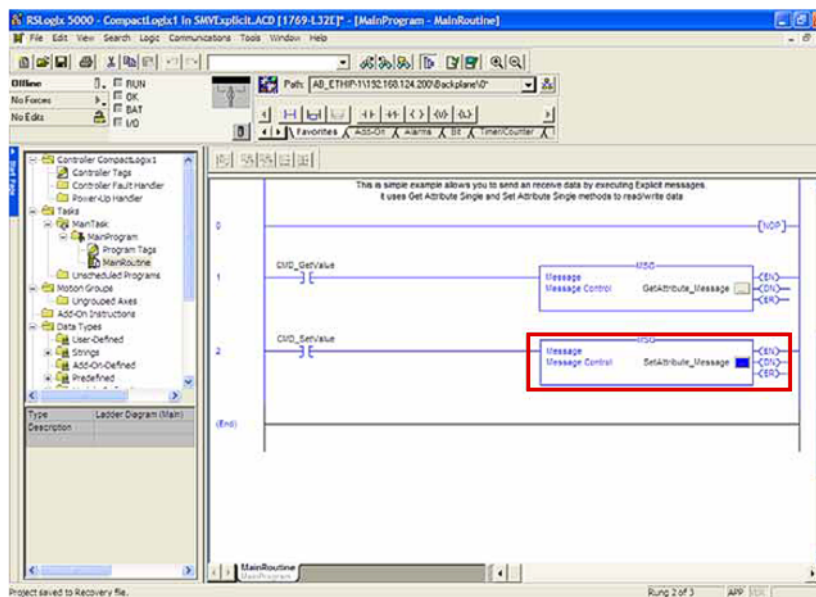 RSLogix 5000 - CompactLogix1 in SMVExplicit.ACD [1769-L32E]* - [MainProgram - MainRoutine]
File Edit View Search Logic Communications Tools Window Help
Offline
RUN
No Forces
OK
BAT
No Edits
I/O
Path: AB_ETHIP-1\192.168.124.200\Backplane\0*
Favorites Add-On Alarms Bit Timer/Counter
Start Page
Controller CompactLogix1
Controller Tags
Controller Fault Handler
Power-Up Handler
Tasks
MainTask
MainProgram
Program Tags
MainRoutine
Unscheduled Programs
Motion Groups
Ungrouped Axes
Add-On Instructions
Data Types
User-Defined
Strings
Add-On-Defined
Predefined
Type Ladder Diagram (Main)
Description
This is simple example allows you to send an receive data by executing Explicit messages.
It uses Get Attribute Single and Set Attribute Single methods to read/write data
0
NOP
1
CMD_GetValue
MSG
Message
Message Control GetAttribute_Message ...
EN
DN
ER
2
CMD_SetValue
MSG
Message
Message Control SetAttribute_Message
EN
DN
ER
(End)
MainRoutine
MainProgram
Project saved to Recovery file.
Rung 2 of 3 APP